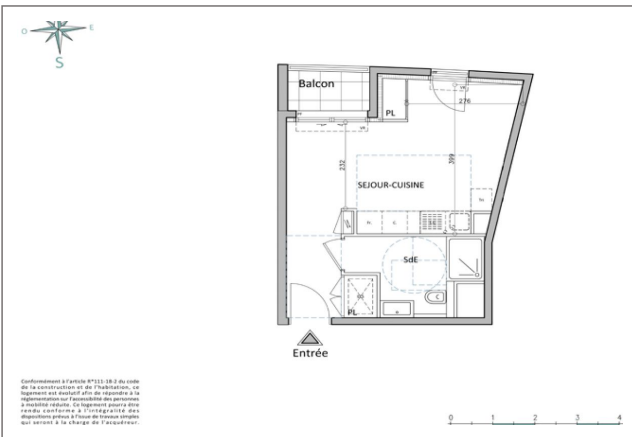 O E
S
Balcon
PL
276
232
399
SEJOUR-CUISINE
SdE
PL
Entrée
Conformément à l'article R*111-18-2 du code
de la construction et de l'habitation, ce
logement est évolutif afin de répondre à la
réglementation sur l'accessibilité des personnes
à mobilité réduite. Ce logement pourra être
rendu conforme à l'intégralité des
dispositions prévus à l'issue de travaux simples
qui seront à la charge de l'acquéreur.
0 1 2 3 4